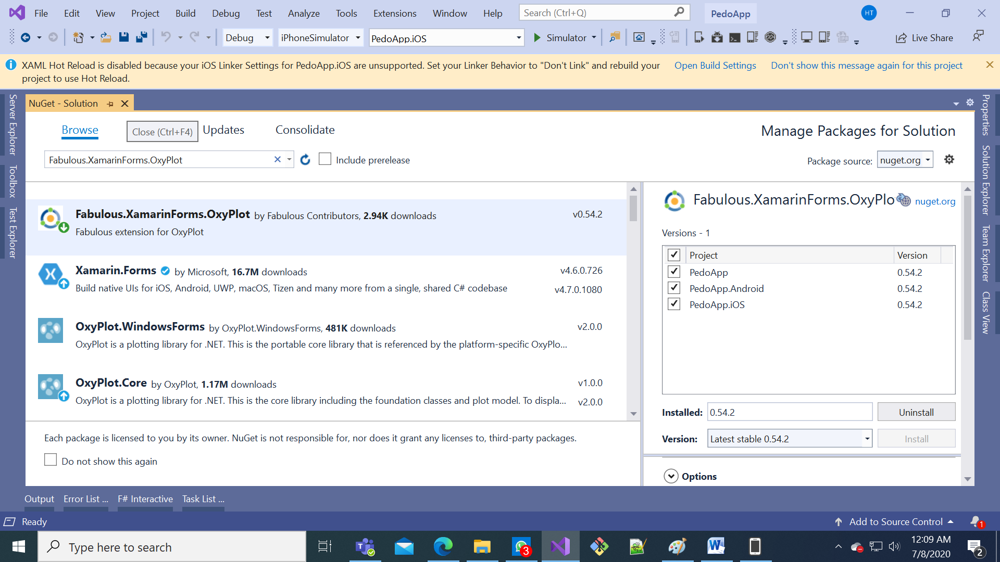 File Edit View Project Build Debug Test Analyze Tools Extensions Window Help Search (Ctrl+Q) PedoApp HT
Debug iPhoneSimulator PedoApp.iOS Simulator Live Share
XAML Hot Reload is disabled because your iOS Linker Settings for PedoApp.iOS are unsupported. Set your Linker Behavior to "Don't Link" and rebuild your Open Build Settings Don't show this message again for this project
project to use Hot Reload.
Server Explorer
Toolbox
Test Explorer
NuGet - Solution
Browse Close (Ctrl+F4) Updates Consolidate Manage Packages for Solution
Fabulous.XamarinForms.OxyPlot Include prerelease Package source: nuget.org
Fabulous.XamarinForms.OxyPlot by Fabulous Contributors, 2.94K downloads v0.54.2
Fabulous extension for OxyPlot
Xamarin.Forms by Microsoft, 16.7M downloads v4.6.0.726
Build native UIs for iOS, Android, UWP, macOS, Tizen and many more from a single, shared C# codebase v4.7.0.1080
OxyPlot.WindowsForms by OxyPlot.WindowsForms, 481K downloads v2.0.0
OxyPlot is a plotting library for .NET. This is the portable core library that is referenced by the platform-specific OxyPlo...
OxyPlot.Core by OxyPlot, 1.17M downloads v1.0.0
OxyPlot is a plotting library for .NET. This is the core library including the foundation classes and plot model. To displa... v2.0.0
Each package is licensed to you by its owner. NuGet is not responsible for, nor does it grant any licenses to, third-party packages.
Do not show this again
Fabulous.XamarinForms.OxyPlo nuget.org
Versions - 1
Project Version
PedoApp 0.54.2
PedoApp.Android 0.54.2
PedoApp.iOS 0.54.2
Installed: 0.54.2 Uninstall
Version: Latest stable 0.54.2 Install
Options
Properties
Solution Explorer
Team Explorer
Class View
Output Error List ... F# Interactive Task List ...
Ready Add to Source Control 1
Type here to search 3 12:09 AM
7/8/2020 2